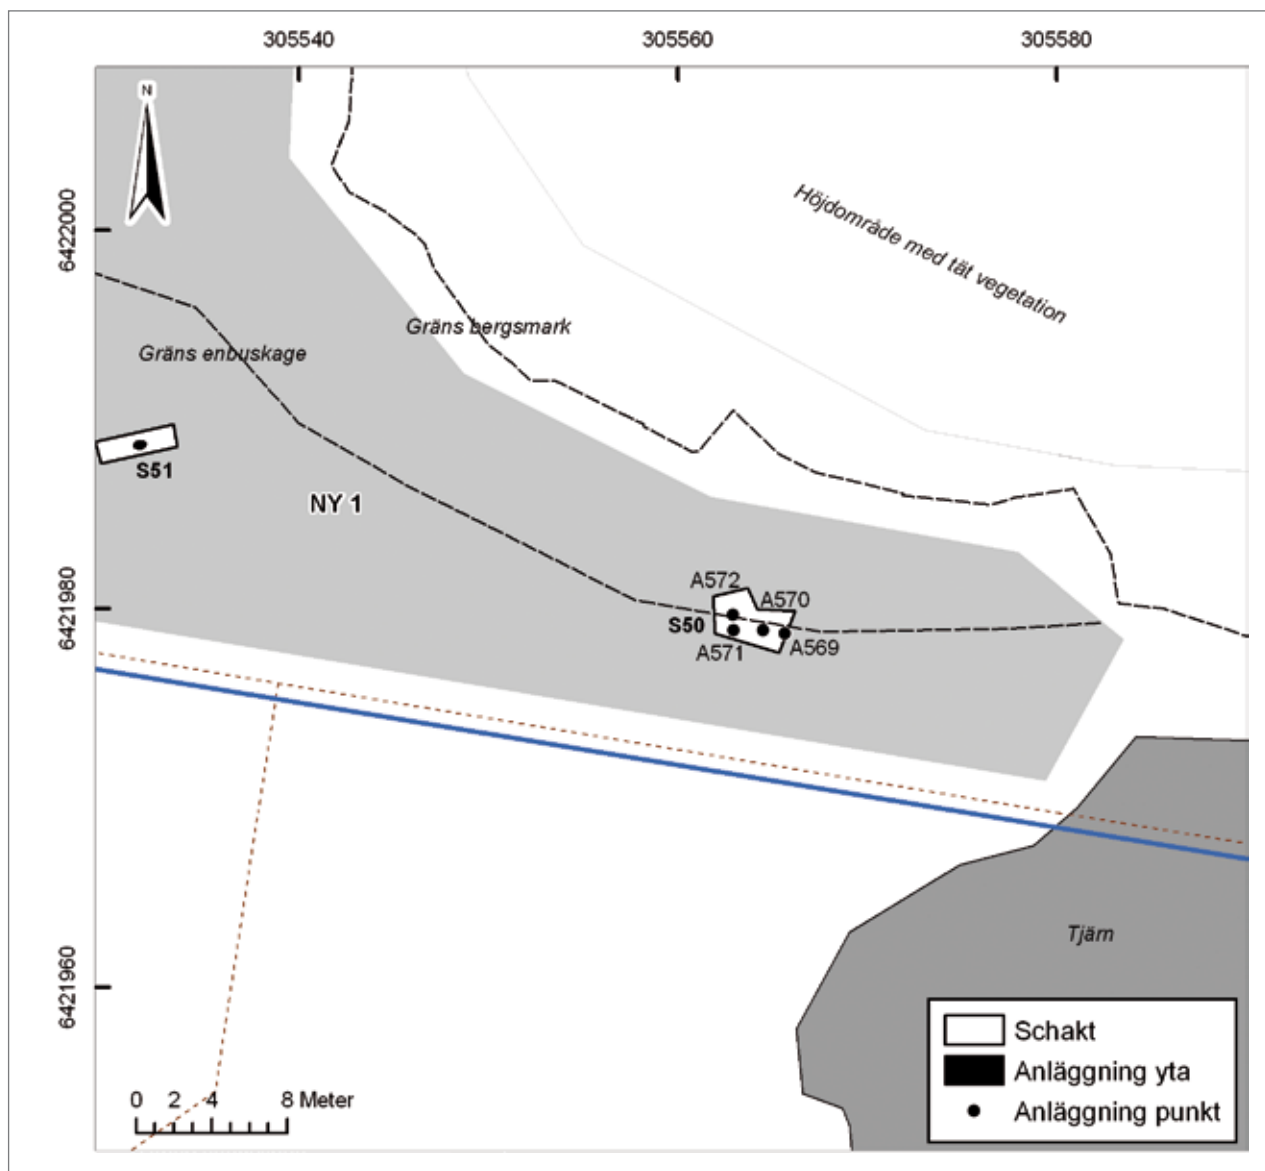 305540
305560
305580
N
6422000
Höjdområde med tät vegetation
Gräns bergsmark
Gräns enbuskage
S51
NY 1
6421980
A572
A570
S50
A571
A569
Tjärn
6421960
0 2 4 8 Meter
Schakt
Anläggning yta
Anläggning punkt